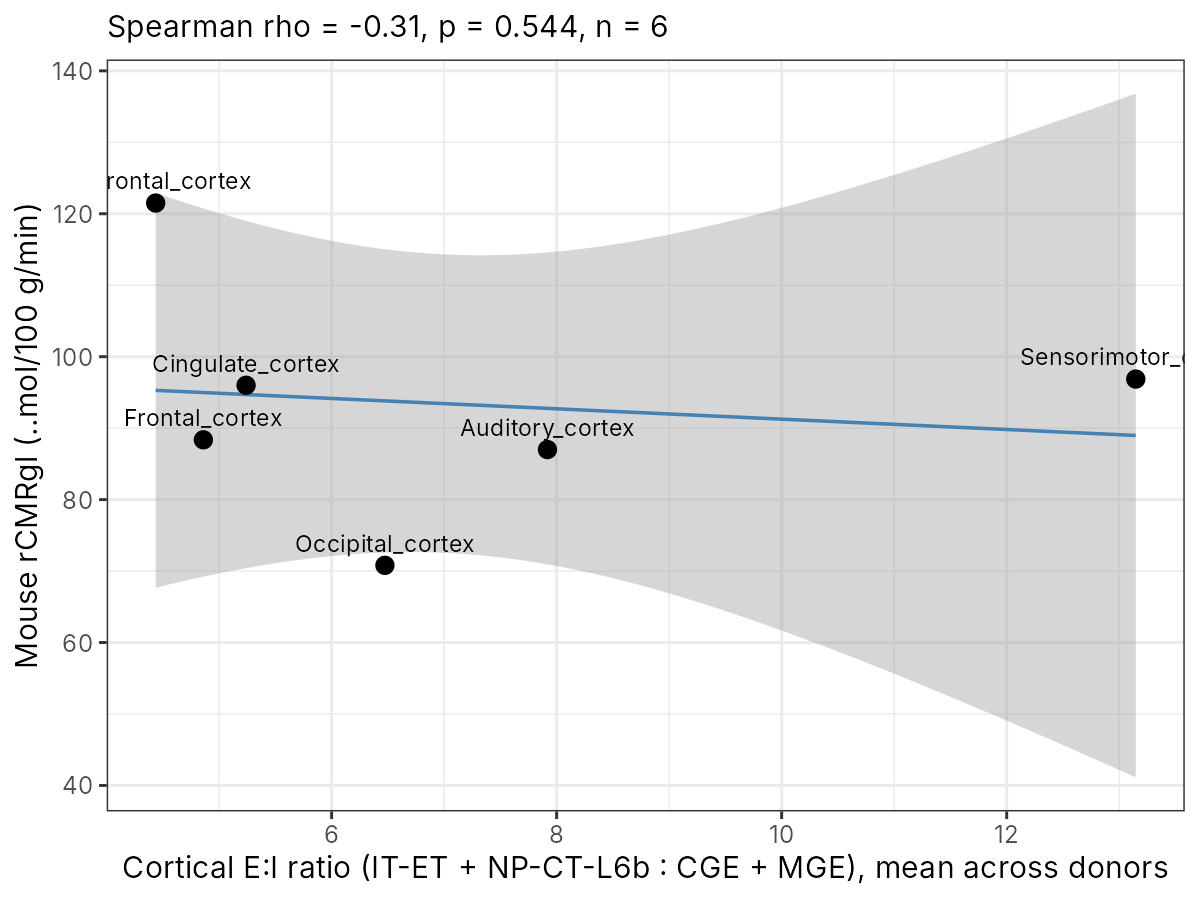 Spearman rho = -0.31, p = 0.544, n = 6
140
120
100
80
60
40
Mouse rCMRgl (..mol/100 g/min)
rontal_cortex
Cingulate_cortex
Frontal_cortex
Auditory_cortex
Occipital_cortex
Sensorimotor_
6
8
10
12
Cortical E:I ratio (IT-ET + NP-CT-L6b : CGE + MGE), mean across donors